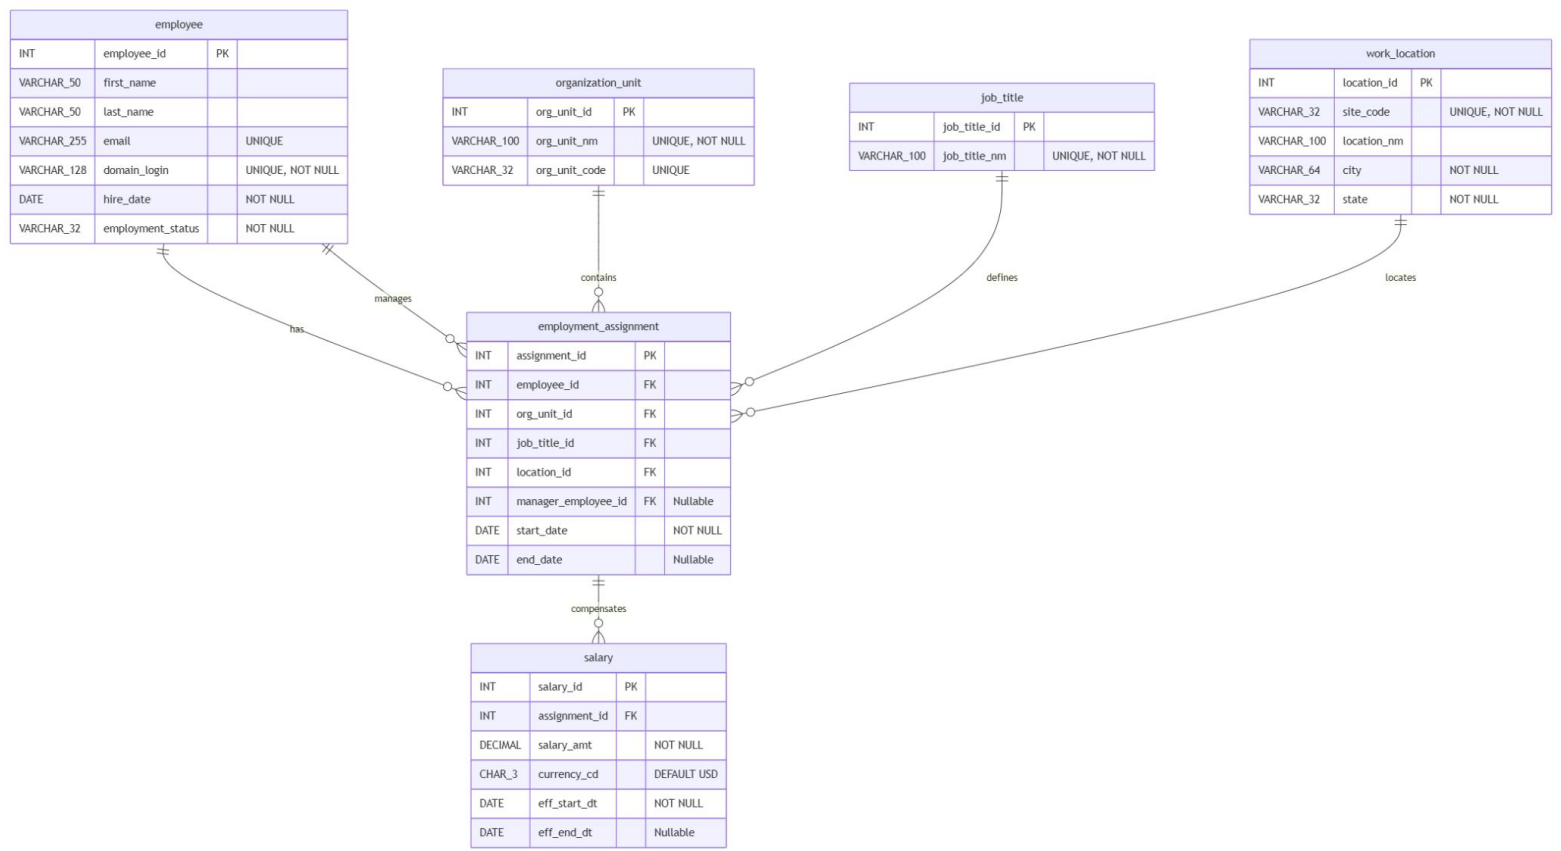 employee
INT employee_id PK
VARCHAR_50 first_name
VARCHAR_50 last_name
VARCHAR_255 email UNIQUE
VARCHAR_128 domain_login UNIQUE, NOT NULL
DATE hire_date NOT NULL
VARCHAR_32 employment_status NOT NULL
organization_unit
INT org_unit_id PK
VARCHAR_100 org_unit_nm UNIQUE, NOT NULL
VARCHAR_32 org_unit_code UNIQUE
job_title
INT job_title_id PK
VARCHAR_100 job_title_nm UNIQUE, NOT NULL
work_location
INT location_id PK
VARCHAR_32 site_code UNIQUE, NOT NULL
VARCHAR_100 location_nm
VARCHAR_64 city NOT NULL
VARCHAR_32 state NOT NULL
has
manages
contains
defines
locates
employment_assignment
INT assignment_id PK
INT employee_id FK
INT org_unit_id FK
INT job_title_id FK
INT location_id FK
INT manager_employee_id FK Nullable
DATE start_date NOT NULL
DATE end_date Nullable
compensates
salary
INT salary_id PK
INT assignment_id FK
DECIMAL salary_amt NOT NULL
CHAR_3 currency_cd DEFAULT USD
DATE eff_start_dt NOT NULL
DATE eff_end_dt Nullable